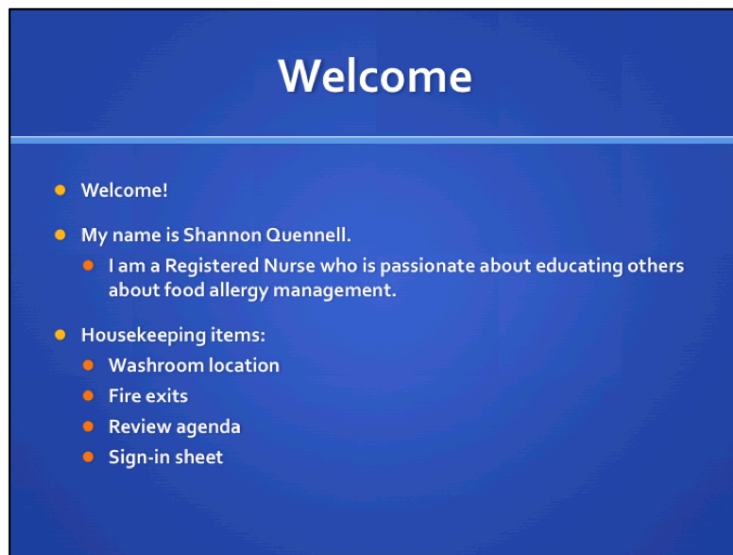 Welcome
Welcome!
My name is Shannon Quennell.
I am a Registered Nurse who is passionate about educating others
about food allergy management.
Housekeeping items:
Washroom location
Fire exits
Review agenda
Sign-in sheet